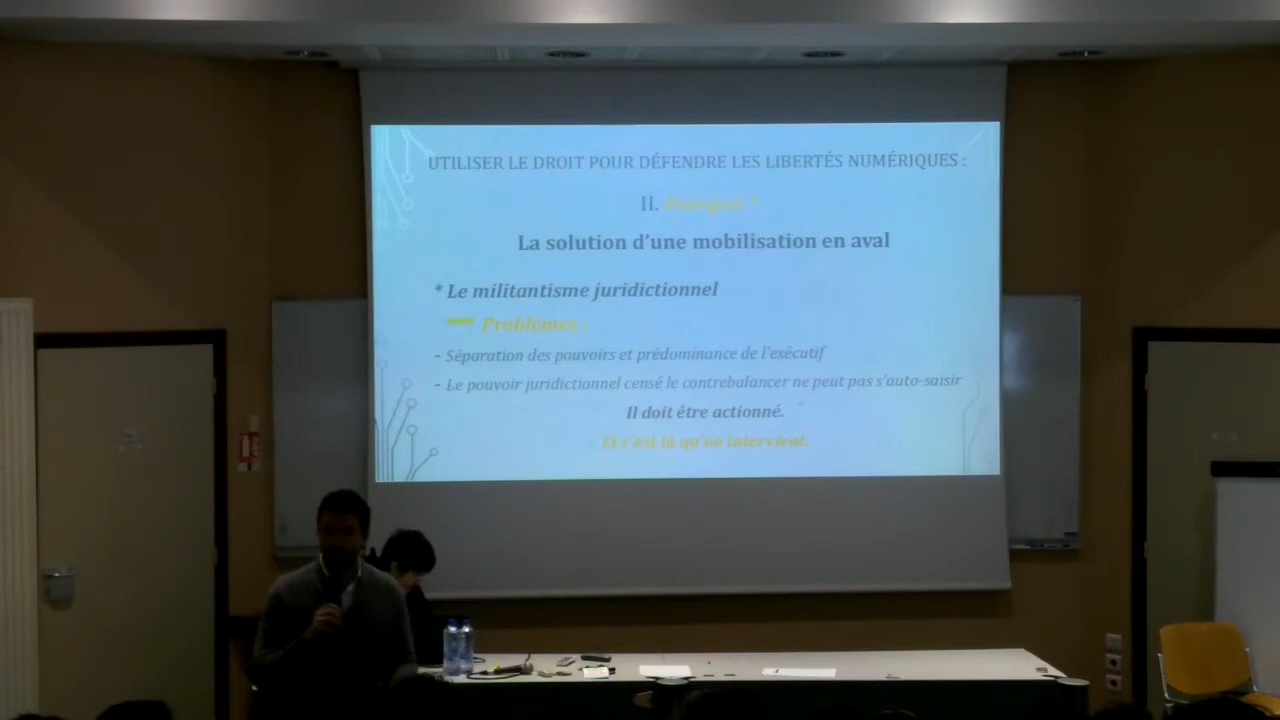 UTILISER LE DROIT POUR DÉFENDRE LES LIBERTÉS NUMÉRIQUES :
II. Pourquoi ?
La solution d'une mobilisation en aval
* Le militantisme juridictionnel
Problèmes :
- Séparation des pouvoirs et prédominance de l'exécutif
- Le pouvoir juridictionnel censé le contrebalancer ne peut pas s'auto-saisir
Il doit être actionné.
Et c'est là qu'on intervient.